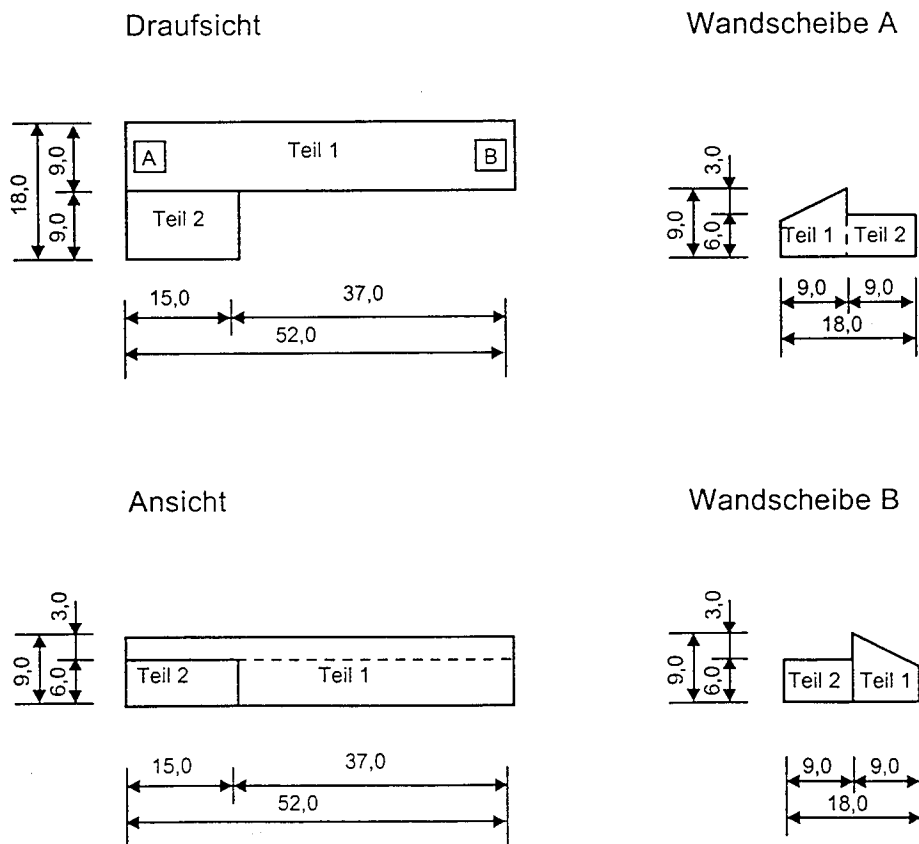 Draufsicht
Wandscheibe A
18,0
9,0
9,0
A
Teil 1
B
Teil 2
15,0
37,0
52,0
3,0
9,0
6,0
Teil 1
Teil 2
9,0
9,0
18,0
Ansicht
Wandscheibe B
3,0
9,0
6,0
Teil 2
Teil 1
15,0
37,0
52,0
3,0
9,0
6,0
Teil 2
Teil 1
9,0
9,0
18,0